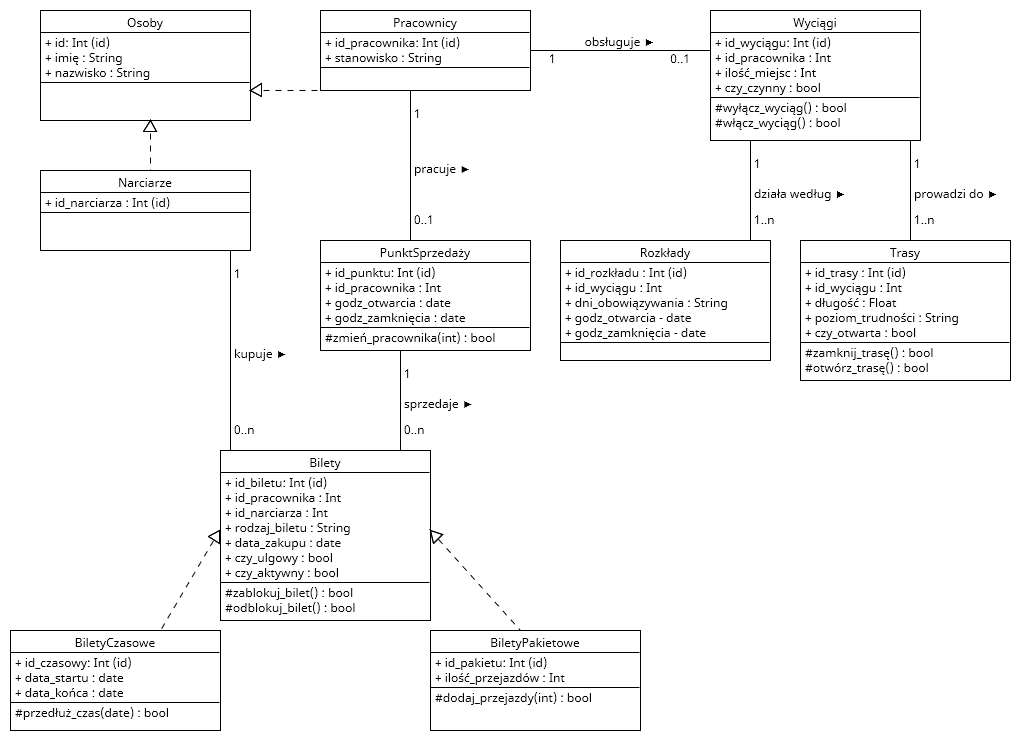 Osoby
+ id: Int (id)
+ imię : String
+ nazwisko : String
Pracownicy
+ id_pracownika: Int (id)
+ stanowisko : String
obsługuje ►
1
0..1
Wyciągi
+ id_wyciągu: Int (id)
+ id_pracownika : Int
+ ilość_miejsc : Int
+ czy_czynny : bool
#wyłącz_wyciąg() : bool
#włącz_wyciąg() : bool
Narciarze
+ id_narciarza : Int (id)
1
pracuje ►
0..1
1
działa według ►
1..n
1
prowadzi do ►
1..n
PunktSprzedaży
+ id_punktu: Int (id)
+ id_pracownika : Int
+ godz_otwarcia : date
+ godz_zamknięcia : date
#zmień_pracownika(int) : bool
Rozkłady
+ id_rozkładu : Int (id)
+ id_wyciągu : Int
+ dni_obowiązywania : String
+ godz_otwarcia - date
+ godz_zamknięcia - date
Trasy
+ id_trasy : Int (id)
+ id_wyciągu : Int
+ długość : Float
+ poziom_trudności : String
+ czy_otwarta : bool
#zamknij_trasę() : bool
#otwórz_trasę() : bool
1
kupuje ►
0..n
1
sprzedaje ►
0..n
Bilety
+ id_biletu: Int (id)
+ id_pracownika : Int
+ id_narciarza : Int
+ rodzaj_biletu : String
+ data_zakupu : date
+ czy_ulgowy : bool
+ czy_aktywny : bool
#zablokuj_bilet() : bool
#odblokuj_bilet() : bool
BiletyCzasowe
+ id_czasowy: Int (id)
+ data_startu : date
+ data_końca : date
#przedłuż_czas(date) : bool
BiletyPakietowe
+ id_pakietu: Int (id)
+ ilość_przejazdów : Int
#dodaj_przejazdy(int) : bool